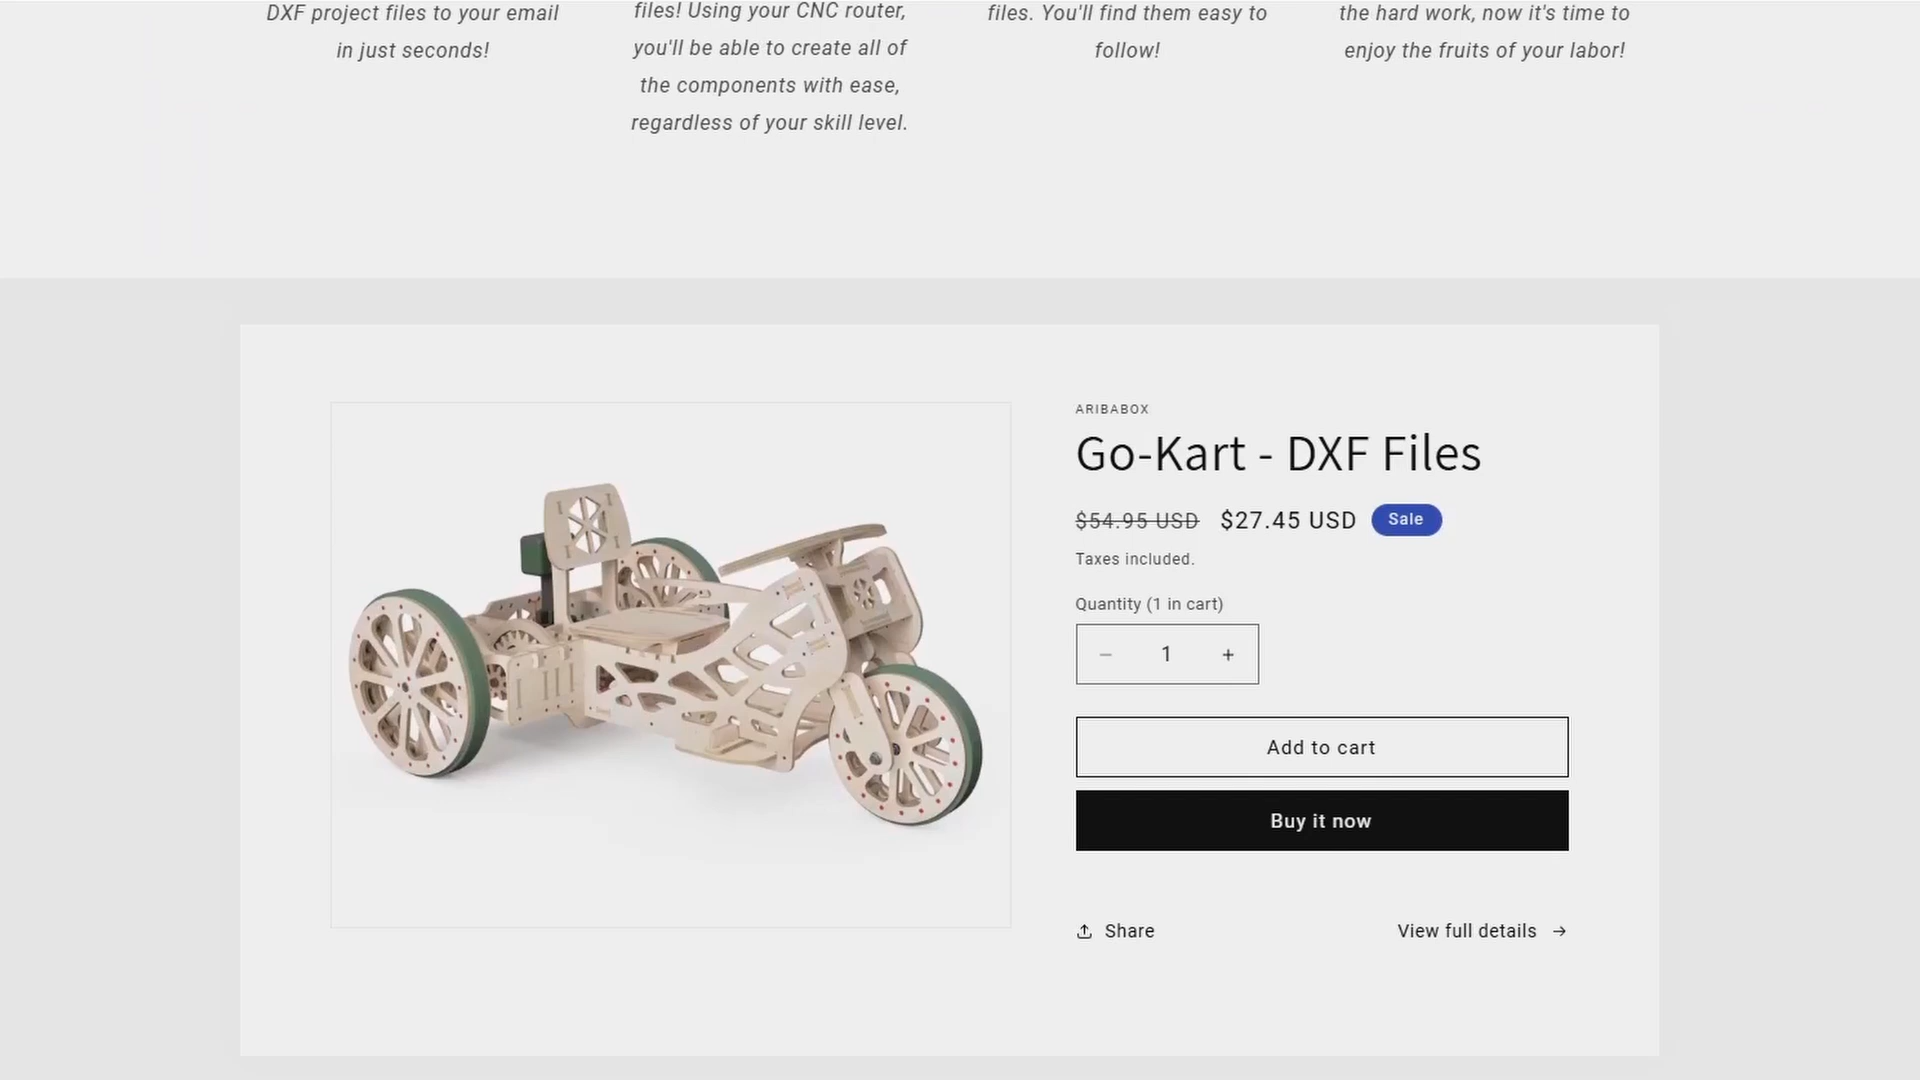 DXF project files to your email
in just seconds!
files! Using your CNC router,
you'll be able to create all of
the components with ease,
regardless of your skill level.
files. You'll find them easy to
follow!
the hard work, now it's time to
enjoy the fruits of your labor!
ARIBABOX
Go-Kart - DXF Files
$54.95 USD $27.45 USD Sale
Taxes included.
Quantity (1 in cart)
− 1 +
Add to cart
Buy it now
Share
View full details →